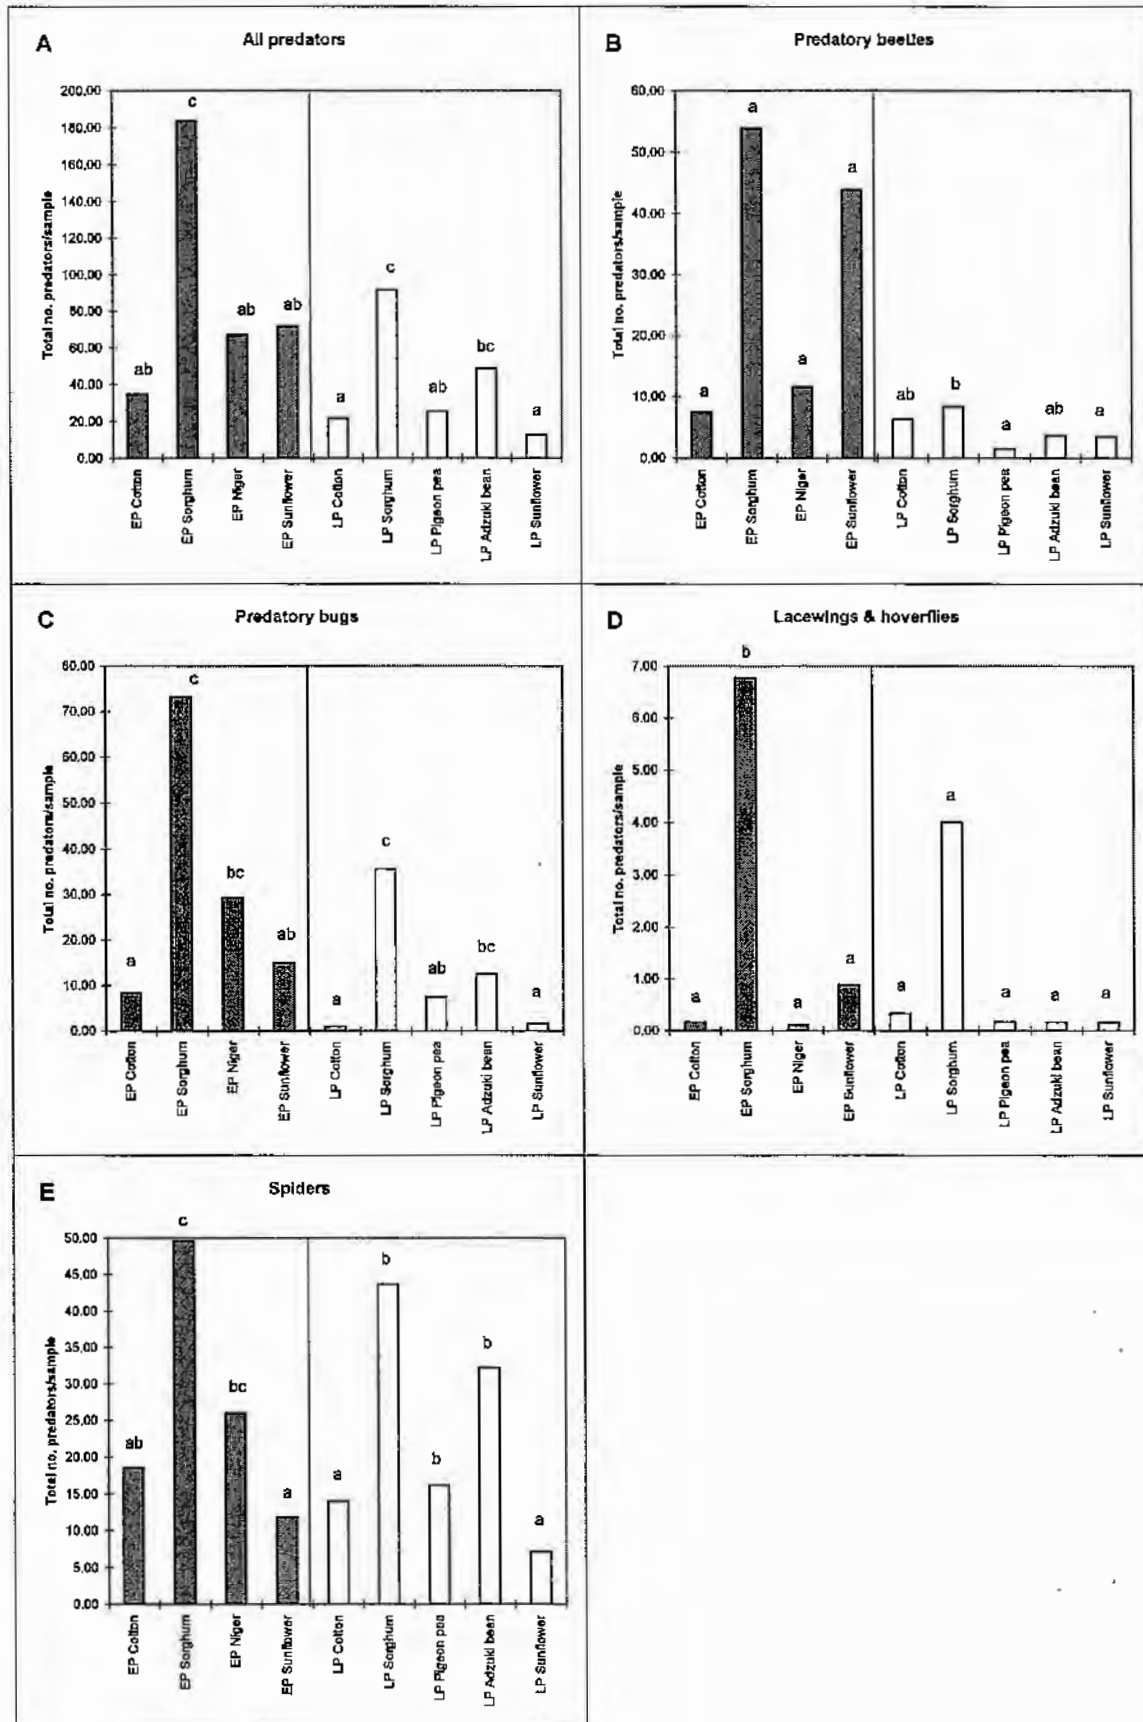 A
All predators
Total no. predators/sample
200,00
180,00
160,00
140,00
120,00
100,00
80,00
60,00
40,00
20,00
0,00
ab
c
ab
ab
a
c
ab
bc
a
EP Cotton
EP Sorghum
EP Niger
EP Sunflower
LP Cotton
LP Sorghum
LP Pigeon pea
LP Adzuki bean
LP Sunflower
B
Predatory beetles
Total no. predators/sample
60,00
50,00
40,00
30,00
20,00
10,00
0,00
a
a
a
a
ab
b
a
ab
a
EP Cotton
EP Sorghum
EP Niger
EP Sunflower
LP Cotton
LP Sorghum
LP Pigeon pea
LP Adzuki bean
LP Sunflower
C
Predatory bugs
Total no. predators/sample
80,00
70,00
60,00
50,00
40,00
30,00
20,00
10,00
0,00
a
c
bc
ab
a
c
ab
bc
a
EP Cotton
EP Sorghum
EP Niger
EP Sunflower
LP Cotton
LP Sorghum
LP Pigeon pea
LP Adzuki bean
LP Sunflower
D
Lacewings & hoverflies
Total no. predators/sample
7,00
6,00
5,00
4,00
3,00
2,00
1,00
0,00
a
b
a
a
a
a
a
a
a
EP Cotton
EP Sorghum
EP Niger
EP Sunflower
LP Cotton
LP Sorghum
LP Pigeon pea
LP Adzuki bean
LP Sunflower
E
Spiders
Total no. predators/sample
50,00
45,00
40,00
35,00
30,00
25,00
20,00
15,00
10,00
5,00
0,00
ab
c
bc
a
a
b
b
b
a
EP Cotton
EP Sorghum
EP Niger
EP Sunflower
LP Cotton
LP Sorghum
LP Pigeon pea
LP Adzuki bean
LP Sunflower